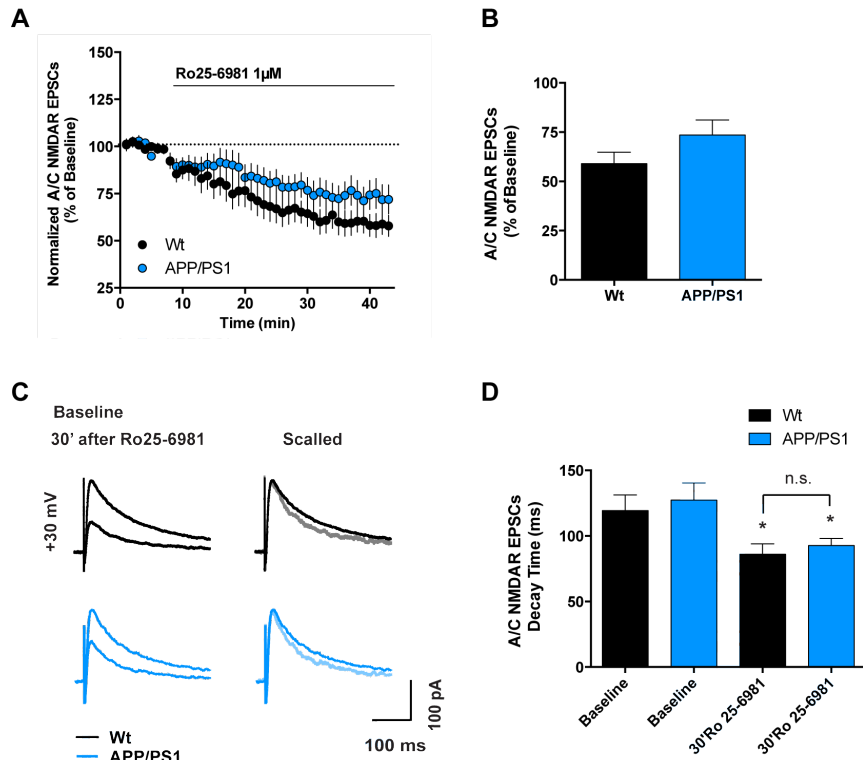 A
Normalized A/C NMDAR EPSCs
(% of Baseline)
150
125
100
75
50
25
Ro25-6981 1µM
Wt
APP/PS1
0
10
20
30
40
Time (min)
B
A/C NMDAR EPSCs
(% of Baseline)
100
75
50
25
0
Wt
APP/PS1
C
Baseline
30' after Ro25-6981
Scalled
+30 mV
100 pA
100 ms
Wt
APP/PS1
D
Wt
APP/PS1
A/C NMDAR EPSCs
Decay Time (ms)
150
100
50
0
n.s.
*
*
Baseline
Baseline
30'Ro 25-6981
30'Ro 25-6981